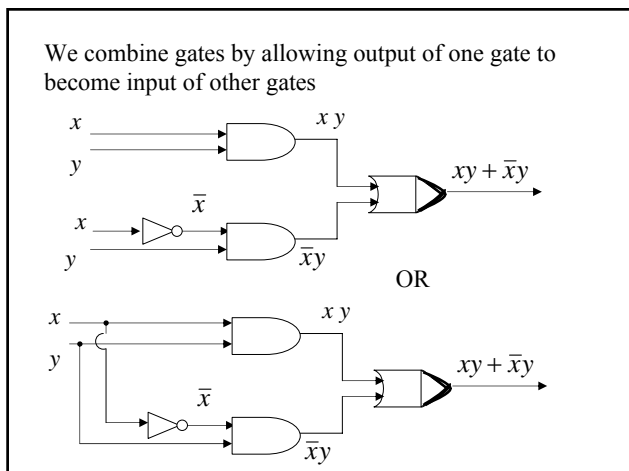 We combine gates by allowing output of one gate to
become input of other gates
x
y
x y
x
x̄
y
x̄y
xy + x̄y
OR
x
y
x y
x̄
x̄y
xy + x̄y